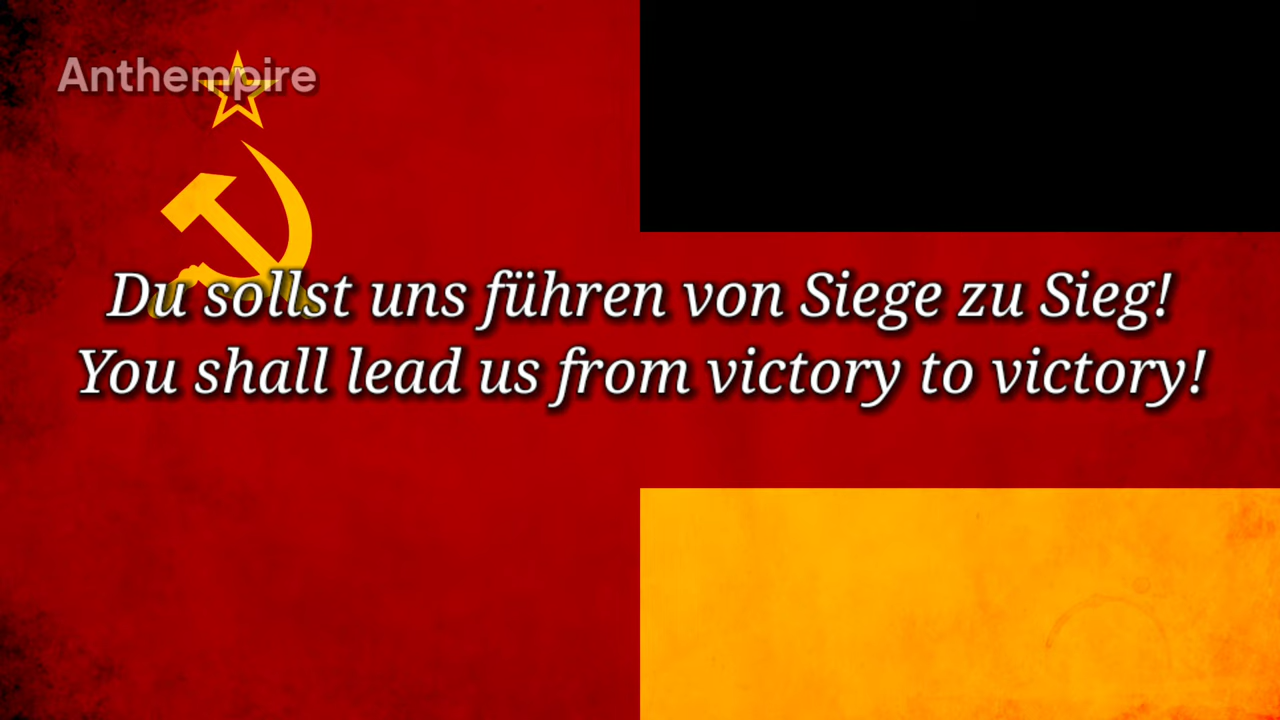 Anthempire
Du sollst uns führen von Siege zu Sieg!
You shall lead us from victory to victory!